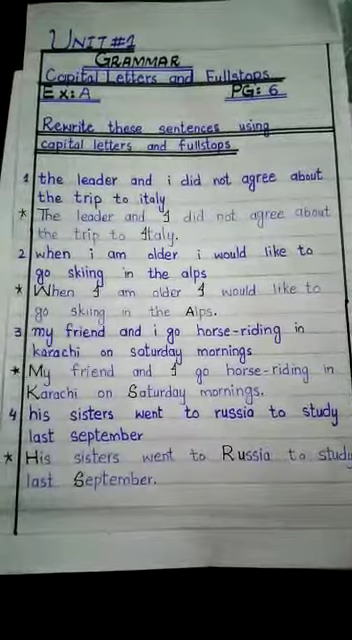 UNIT #1
GRAMMAR
Capital Letters and Fullstops
Ex: A PG: 6
Rewrite these sentences using
capital letters and fullstops
1 the leader and i did not agree about
the trip to italy
* The leader and I did not agree about
the trip to Italy.
2 when i am older i would like to
go skiing in the alps
* When I am older I would like to
go skiing in the Alps.
3 my friend and i go horse-riding in
karachi on saturday mornings
* My friend and I go horse-riding in
Karachi on Saturday mornings.
4 his sisters went to russia to study
last september
* His sisters went to Russia to study
last September.